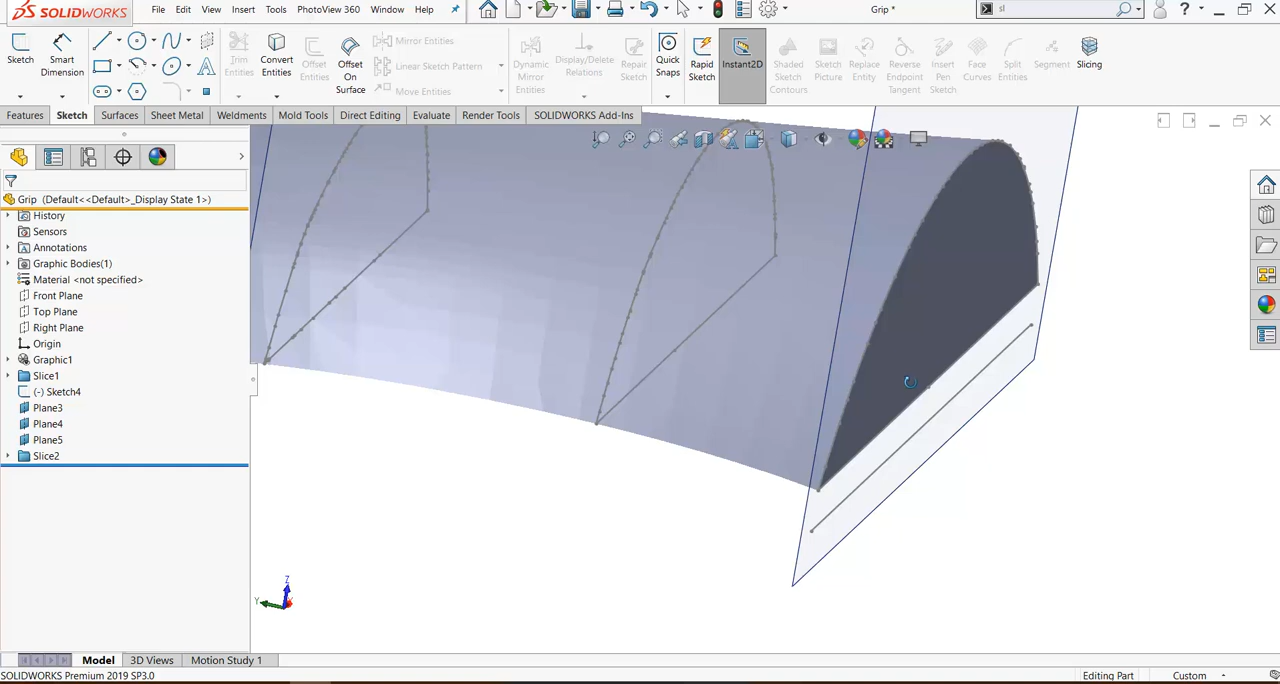 SOLIDWORKS
File Edit View Insert Tools PhotoView 360 Window Help
Grip *
sl
Sketch
Smart Dimension
Trim Entities
Convert Entities
Offset Entities
Offset On Surface
Mirror Entities
Linear Sketch Pattern
Move Entities
Dynamic Mirror Entities
Display/Delete Relations
Repair Sketch
Quick Snaps
Rapid Sketch
Instant2D
Shaded Sketch Contours
Sketch Picture
Replace Entity
Reverse Endpoint Tangent
Insert Pen Sketch
Face Curves
Split Entities
Segment
Slicing
Features Sketch Surfaces Sheet Metal Weldments Mold Tools Direct Editing Evaluate Render Tools SOLIDWORKS Add-Ins
Grip (Default<<Default>_Display State 1>)
History
Sensors
Annotations
Graphic Bodies(1)
Material <not specified>
Front Plane
Top Plane
Right Plane
Origin
Graphic1
Slice1
(-) Sketch4
Plane3
Plane4
Plane5
Slice2
Z
Y
Model 3D Views Motion Study 1
SOLIDWORKS Premium 2019 SP3.0
Editing Part
Custom